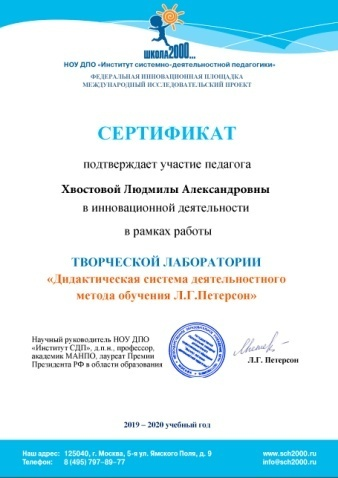 ШКОЛА2000...
НОУ ДПО «Институт системно-деятельностной педагогики»
ФЕДЕРАЛЬНАЯ ИННОВАЦИОННАЯ ПЛОЩАДКА
МЕЖДУНАРОДНЫЙ ИССЛЕДОВАТЕЛЬСКИЙ ПРОЕКТ
СЕРТИФИКАТ
подтверждает участие педагога
Хвостовой Людмилы Александровны
в инновационной деятельности
в рамках работы
ТВОРЧЕСКОЙ ЛАБОРАТОРИИ
«Дидактическая система деятельностного
метода обучения Л.Г.Петерсон»
Научный руководитель НОУ ДПО
«Институт СДП», д.п.н., профессор,
академик МАНПО, лауреат Премии
Президента РФ в области образования
Л.Г. Петерсон
2019 – 2020 учебный год
Наш адрес: 125040, г. Москва, 5-я ул. Ямского Поля, д. 9
Телефон: 8 (495) 797–89–77
www.sch2000.ru
info@sch2000.ru